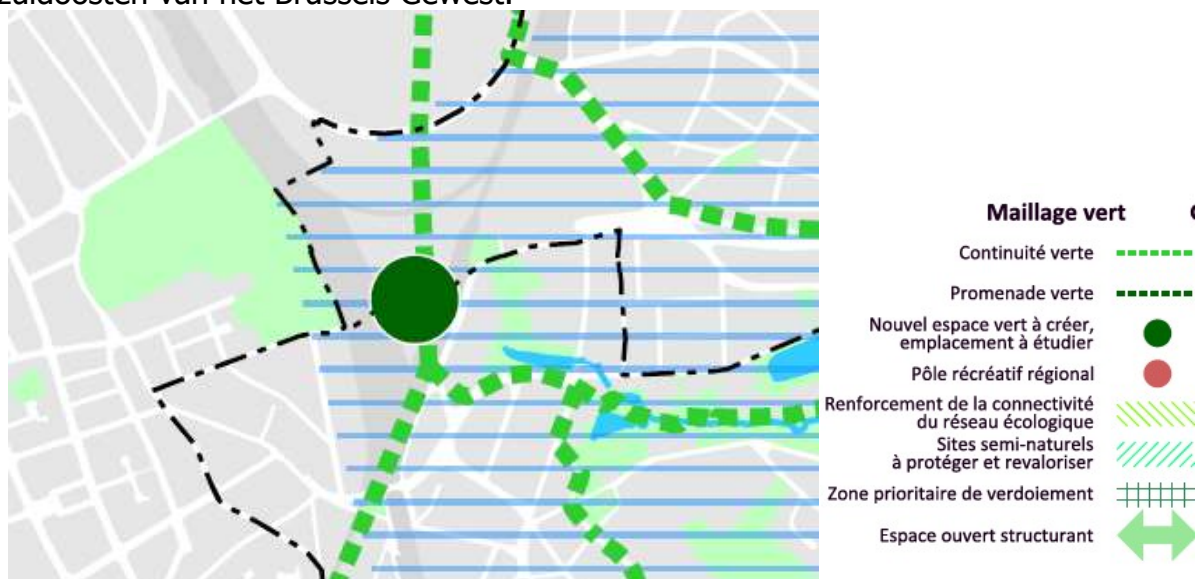 zuidoosten van het Brussels Gewest.
Maillage vert
Continuité verte
Promenade verte
Nouvel espace vert à créer,
emplacement à étudier
Pôle récréatif régional
Renforcement de la connectivité
du réseau écologique
Sites semi-naturels
à protéger et revaloriser
Zone prioritaire de verdoiement
Espace ouvert structurant